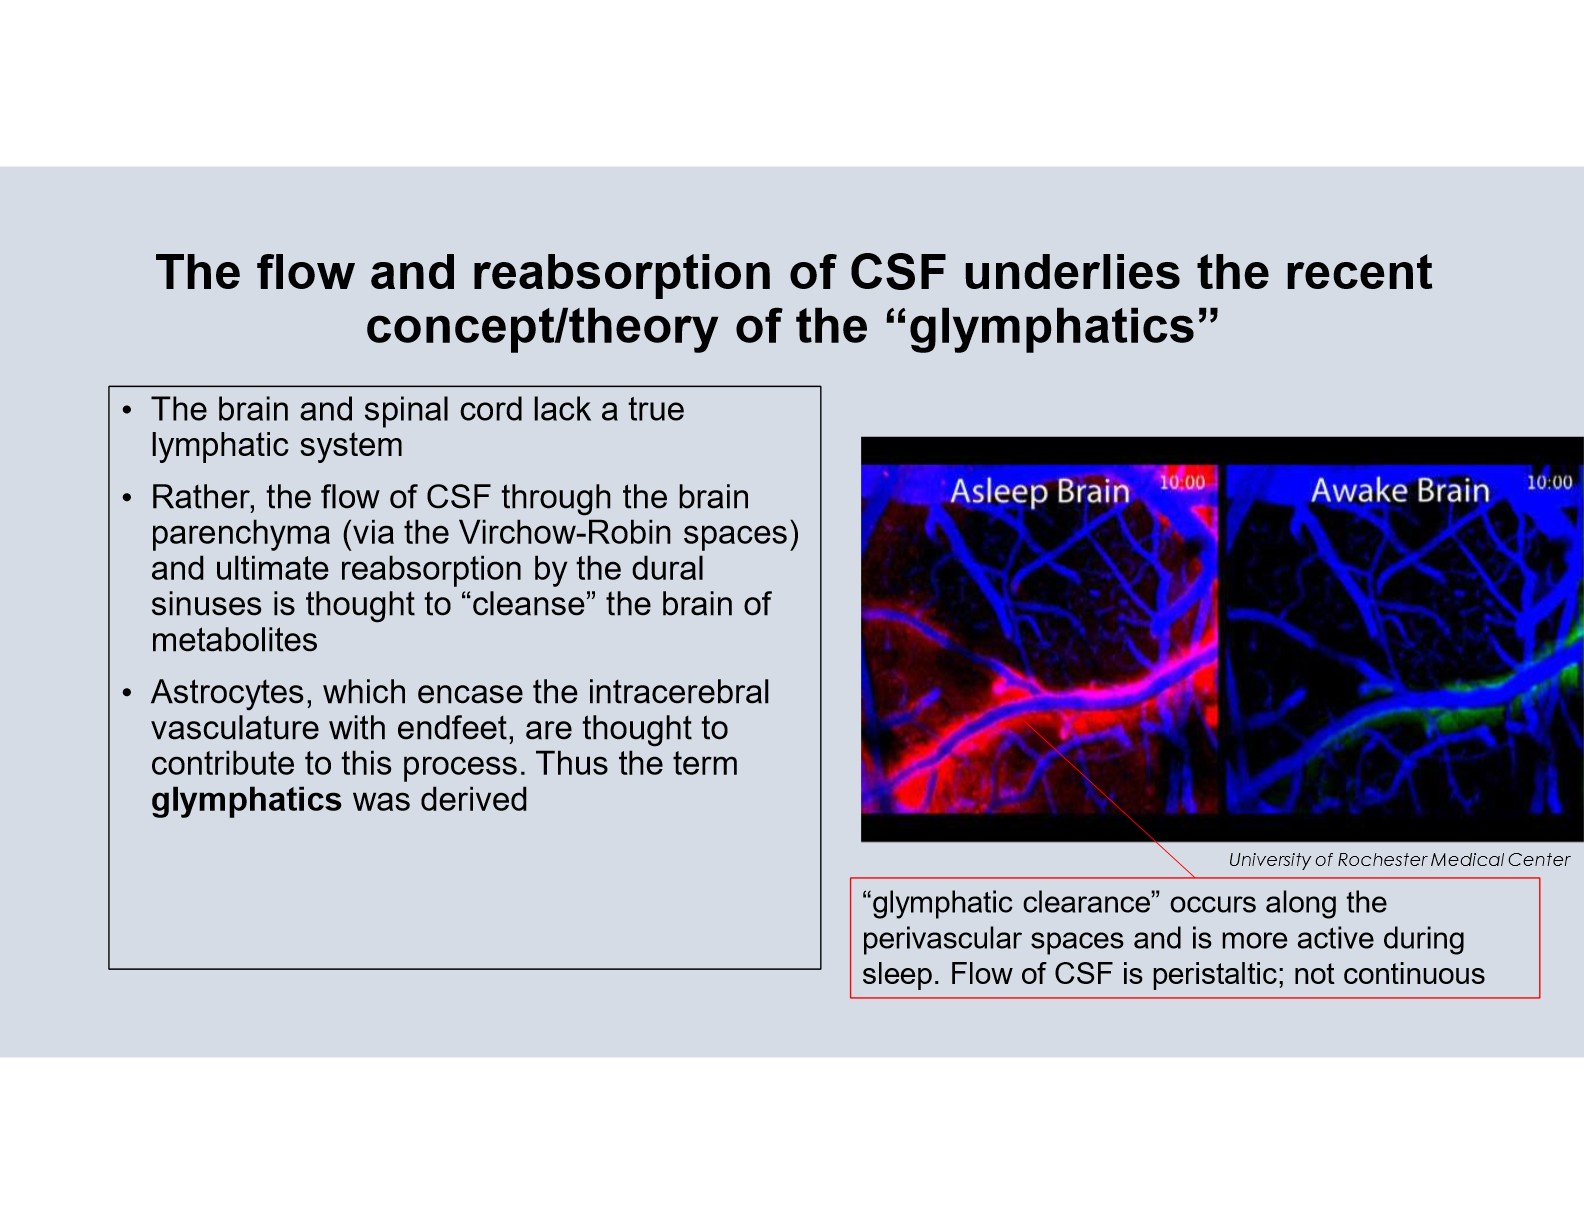 The flow and reabsorption of CSF underlies the recent
concept/theory of the “glymphatics”
• The brain and spinal cord lack a true
lymphatic system
• Rather, the flow of CSF through the brain
parenchyma (via the Virchow-Robin spaces)
and ultimate reabsorption by the dural
sinuses is thought to “cleanse” the brain of
metabolites
• Astrocytes, which encase the intracerebral
vasculature with endfeet, are thought to
contribute to this process. Thus the term
glymphatics was derived
Asleep Brain 10:00
Awake Brain 10:00
University of Rochester Medical Center
“glymphatic clearance” occurs along the
perivascular spaces and is more active during
sleep. Flow of CSF is peristaltic; not continuous